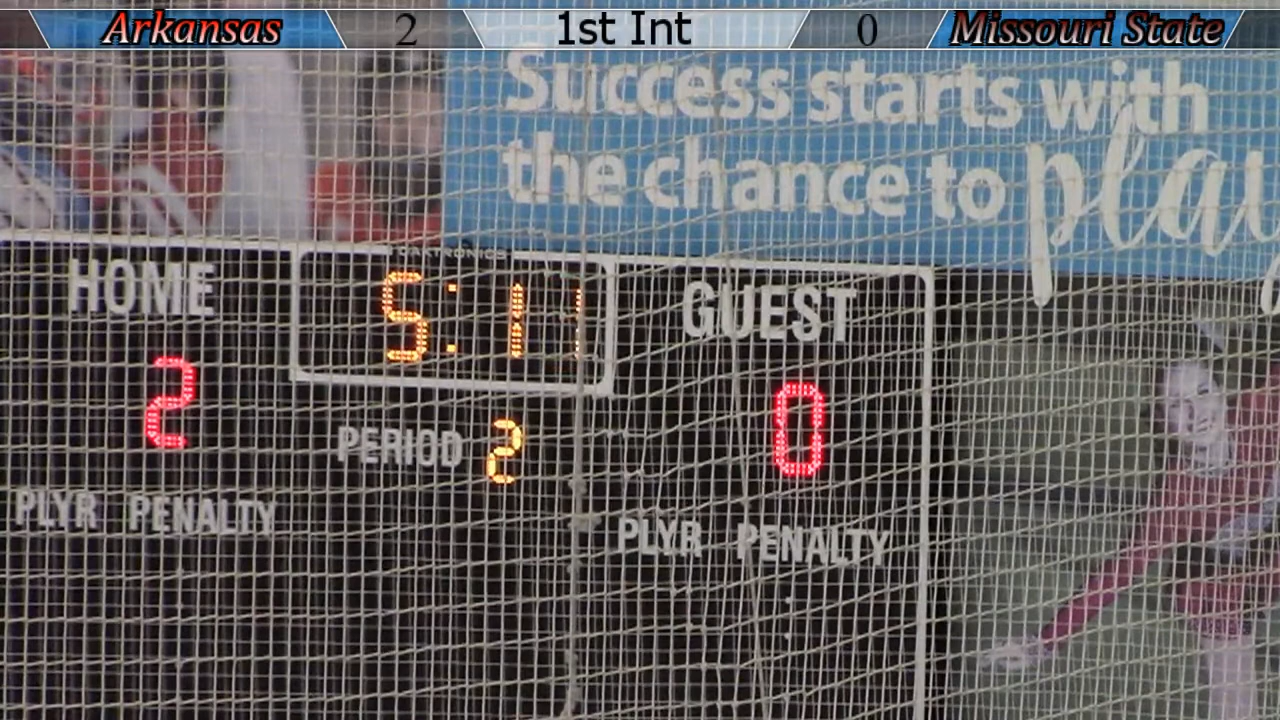 Arkansas 2 1st Int 0 Missouri State
Success starts with
the chance to play
DAKTRONICS
HOME 5:11 GUEST
2 0
PERIOD 2
PLYR PENALTY PLYR PENALTY